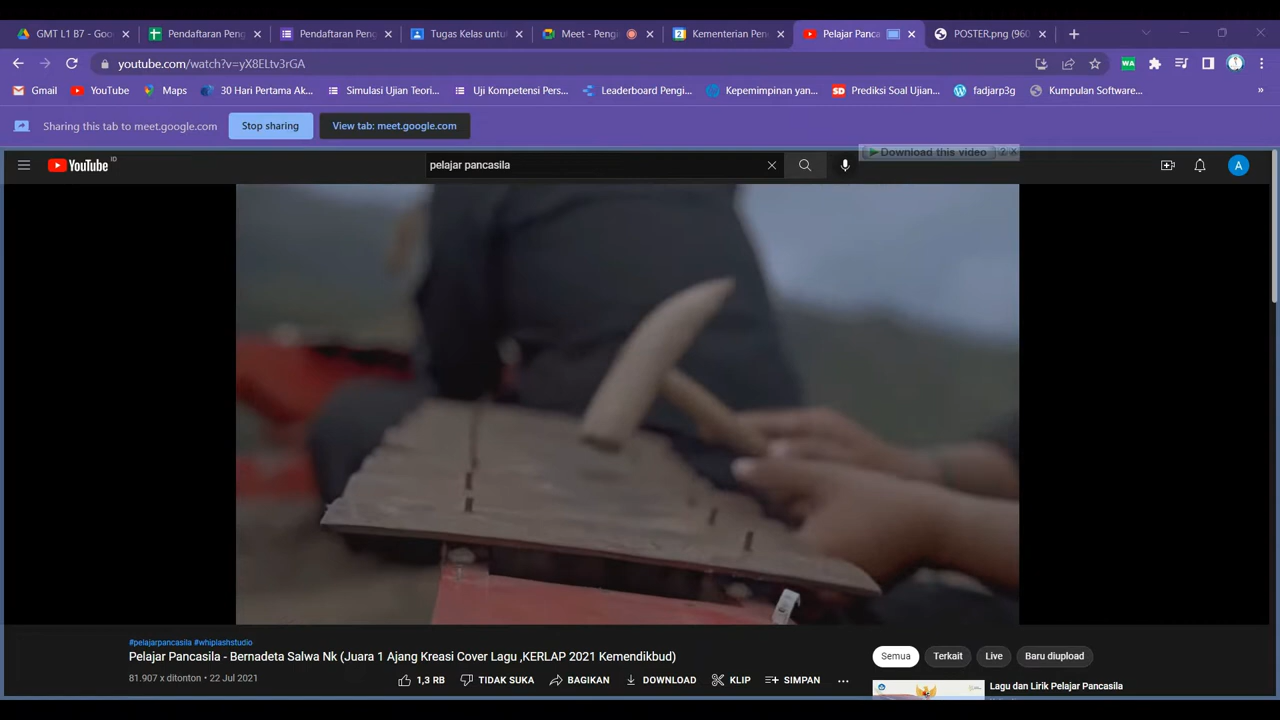 GMT L1 B7 - Goo
Pendaftaran Peng
Pendaftaran Peng
Tugas Kelas untuk
Meet - Peng
Kementerian Pen
Pelajar Panca
POSTER.png (960
youtube.com/watch?v=yX8ELtv3rGA
Gmail
YouTube
Maps
30 Hari Pertama Ak...
Simulasi Ujian Teori...
Uji Kompetensi Pers...
Leaderboard Pengi...
Kepemimpinan yan...
Prediksi Soal Ujian...
fadjarp3g
Kumpulan Software...
Sharing this tab to meet.google.com
Stop sharing
View tab: meet.google.com
Download this video
? X
YouTube ID
pelajar pancasila
A
#pelajarpancasila #whiplashstudio
Pelajar Pancasila - Bernadeta Salwa Nk (Juara 1 Ajang Kreasi Cover Lagu ,KERLAP 2021 Kemendikbud)
81.907 x ditonton • 22 Jul 2021
1,3 RB
TIDAK SUKA
BAGIKAN
DOWNLOAD
KLIP
SIMPAN
Semua
Terkait
Live
Baru diupload
Lagu dan Lirik Pelajar Pancasila